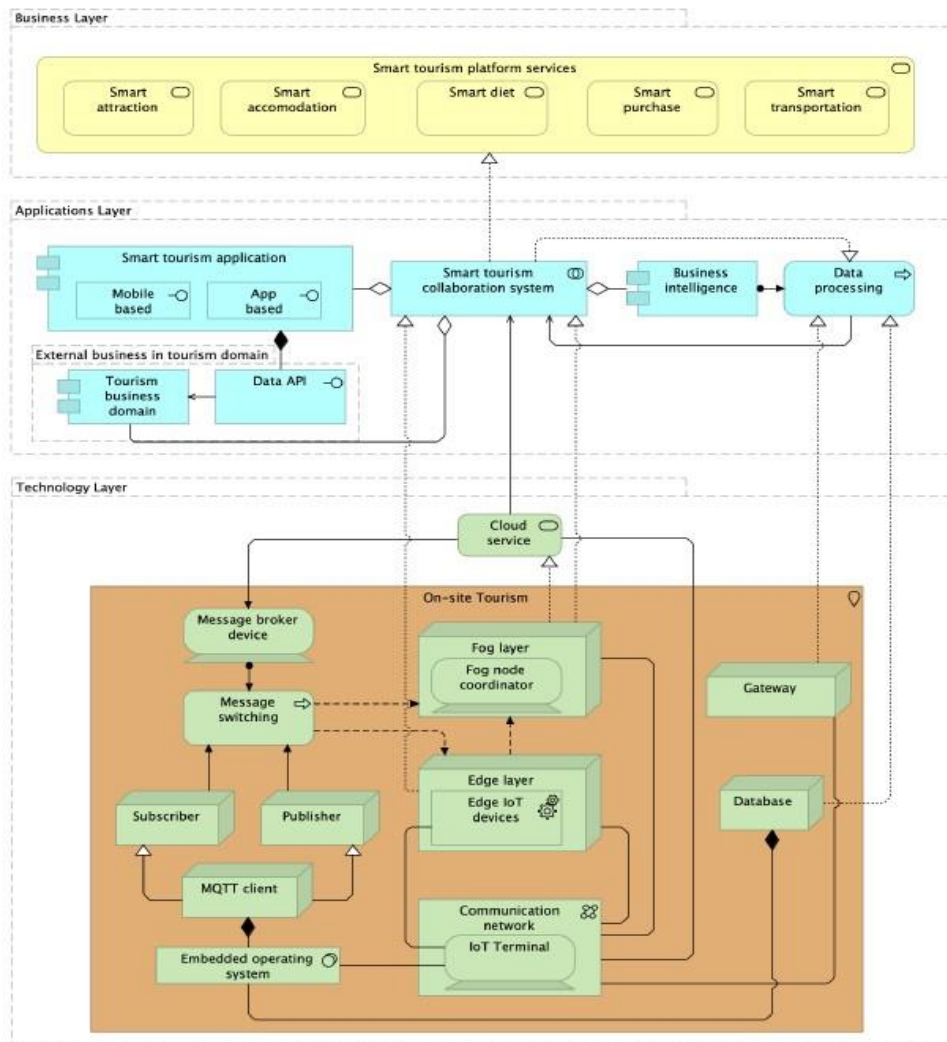 Business Layer
Smart tourism platform services
Smart
attraction
Smart
accomodation
Smart diet
Smart
purchase
Smart
transportation
Applications Layer
Smart tourism application
Mobile
based
App
based
Smart tourism
collaboration system
Business
intelligence
Data
processing
External business in tourism domain
Tourism
business
domain
Data API
Technology Layer
Cloud
service
On-site Tourism
Message broker
device
Fog layer
Fog node
coordinator
Gateway
Message
switching
Edge layer
Edge IoT
devices
Database
Subscriber
Publisher
MQTT client
Communication
network
IoT Terminal
Embedded operating
system